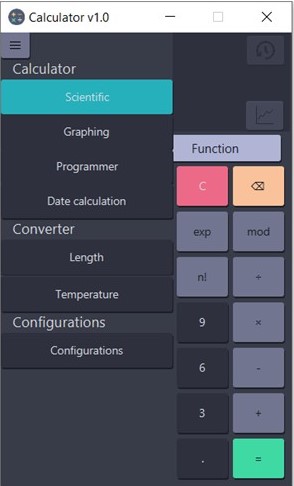 Calculator v1.0
Calculator
Scientific
Graphing
Programmer
Date calculation
Converter
Length
Temperature
Configurations
Configurations
Function
C ⌫
exp mod
n! ÷
9 ×
6 -
3 +
. =